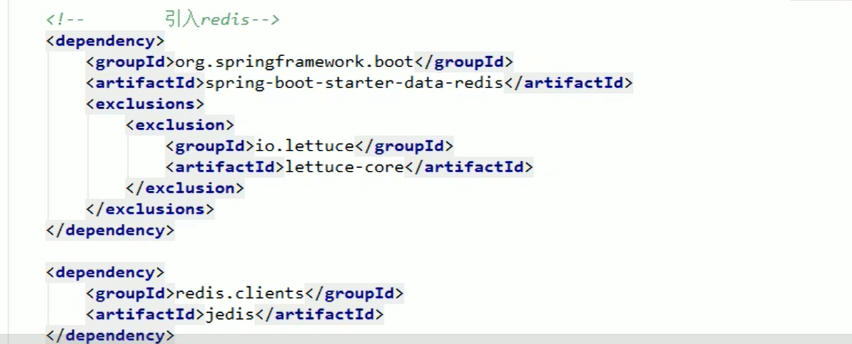 <!-- 引入redis-->
<dependency>
<groupId>org.springframework.boot</groupId>
<artifactId>spring-boot-starter-data-redis</artifactId>
<exclusions>
<exclusion>
<groupId>io.lettuce</groupId>
<artifactId>lettuce-core</artifactId>
</exclusion>
</exclusions>
</dependency>
<dependency>
<groupId>redis.clients</groupId>
<artifactId>jedis</artifactId>
</dependency>